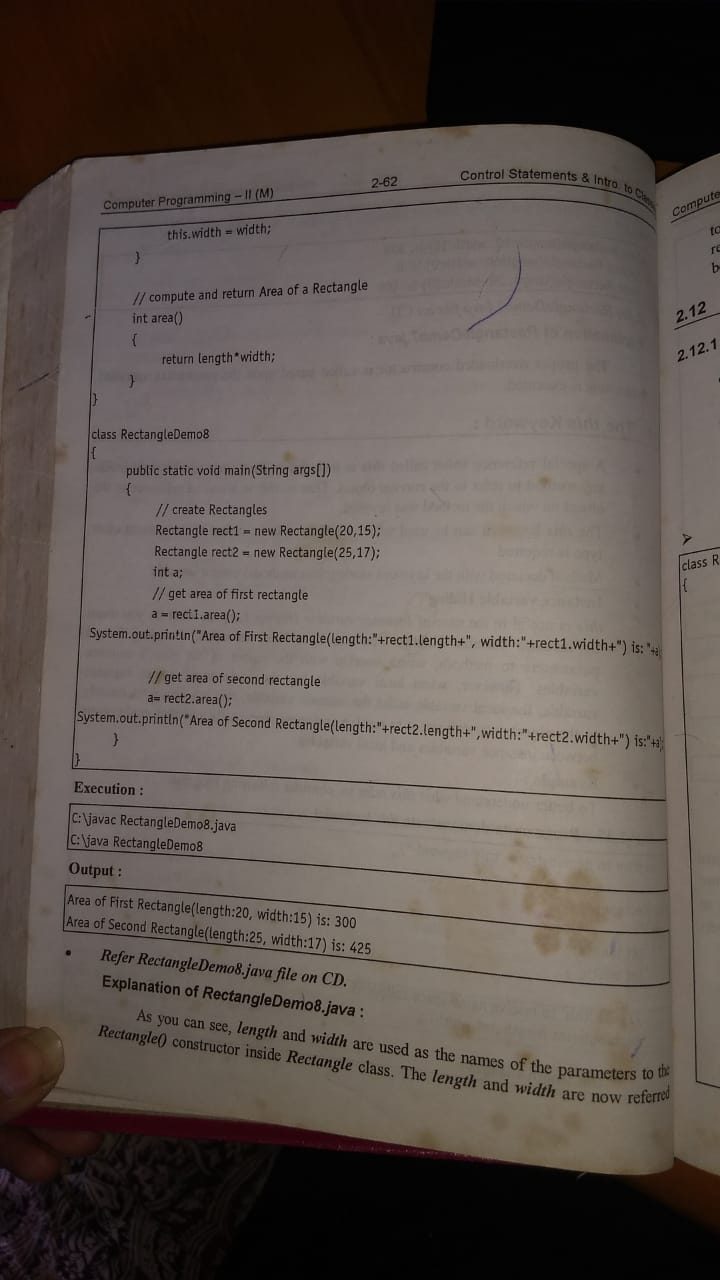 Computer Programming – II (M) 2-62 Control Statements & Intro. to
this.width = width;
}
// compute and return Area of a Rectangle
int area()
{
return length*width;
}
}
class RectangleDemo8
{
public static void main(String args[])
{
// create Rectangles
Rectangle rect1 = new Rectangle(20,15);
Rectangle rect2 = new Rectangle(25,17);
int a;
// get area of first rectangle
a = rect1.area();
System.out.println("Area of First Rectangle(length:"+rect1.length+", width:"+rect1.width+") is: "+a
// get area of second rectangle
a= rect2.area();
System.out.println("Area of Second Rectangle(length:"+rect2.length+",width:"+rect2.width+") is:"+a);
}
}
Execution :
C:\javac RectangleDemo8.java
C:\java RectangleDemo8
Output :
Area of First Rectangle(length:20, width:15) is: 300
Area of Second Rectangle(length:25, width:17) is: 425
• Refer RectangleDemo8.java file on CD.
Explanation of RectangleDemo8.java :
As you can see, length and width are used as the names of the parameters to the
Rectangle() constructor inside Rectangle class. The length and width are now referred
Compute
to
b
2.12
2.12.1
➤
class R
{